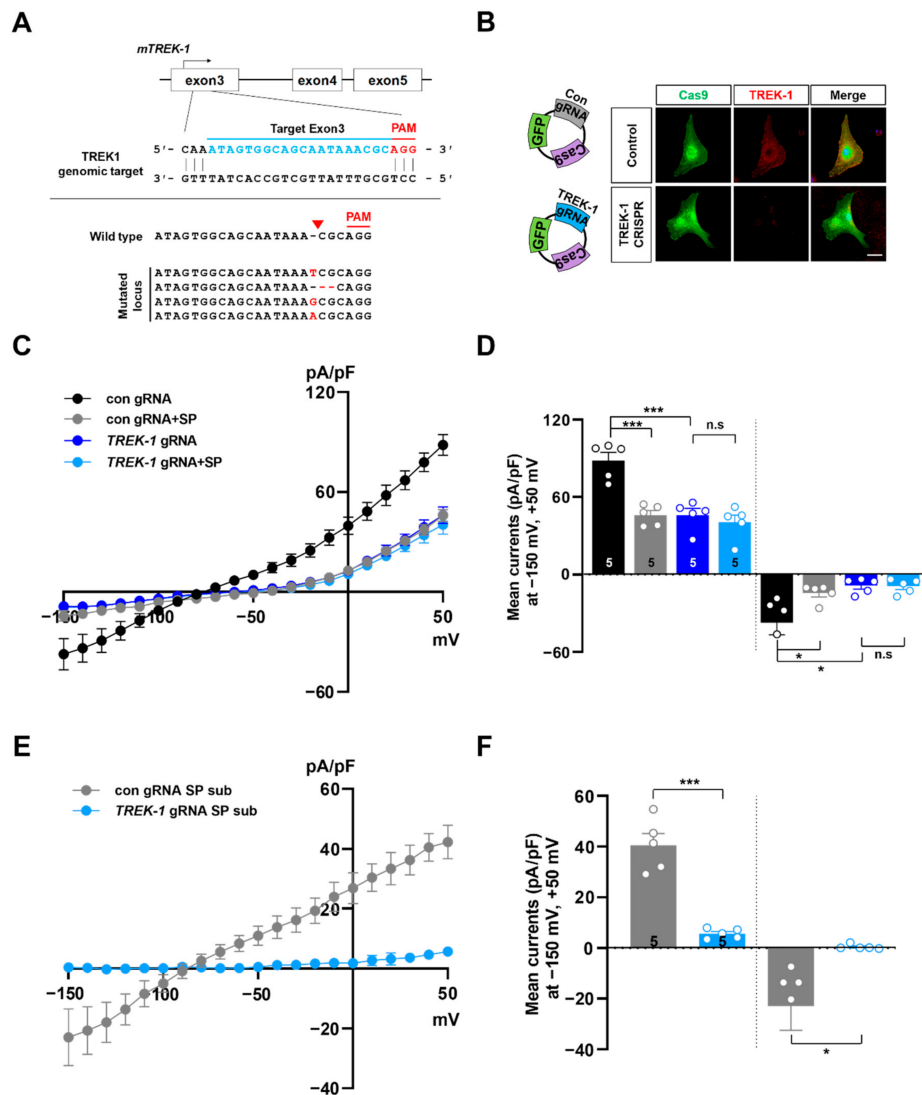 A
mTREK-1
exon3
exon4
exon5
Target Exon3
PAM
5′- CAAATAGTGGCAGCAATAAACGCAGG - 3′
TREK1
genomic target
3′- GTTTATCACCGTCGTTATTTGCGTCC - 5′
PAM
Wild type
ATAGTGGCAGCAATAAA-CGCAGG
Mutated
locus
ATAGTGGCAGCAATAAATCGCAGG
ATAGTGGCAGCAATAAA---CAGG
ATAGTGGCAGCAATAAAGCGCAGG
ATAGTGGCAGCAATAAAACGCAGG
B
Con
gRNA
GFP
Cas9
TREK-1
gRNA
GFP
Cas9
Cas9
TREK-1
Merge
Control
TREK-1
CRISPR
C
pA/pF
120
60
−60
−150
−100
−50
50
mV
con gRNA
con gRNA+SP
TREK-1 gRNA
TREK-1 gRNA+SP
D
Mean currents (pA/pF)
at −150 mV, +50 mV
120
60
0
−60
***
***
n.s
5
5
5
5
*
*
n.s
E
pA/pF
60
40
20
−20
−40
−150
−100
−50
50
mV
con gRNA SP sub
TREK-1 gRNA SP sub
F
Mean currents (pA/pF)
at −150 mV, +50 mV
60
40
20
0
−20
−40
***
5
5
*